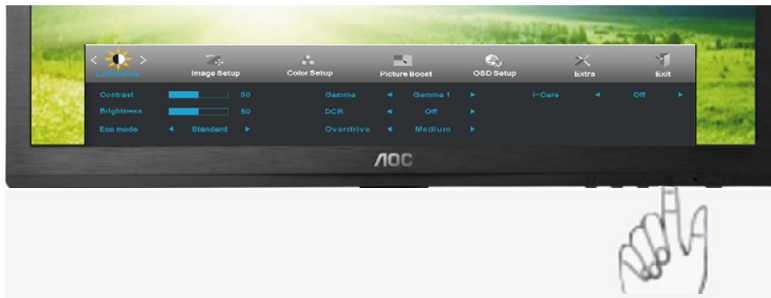 Luminance Image Setup Color Setup Picture Boost OSD Setup Extra Exit
Contrast 50 Gamma Gamma 1 i-Care Off
Brightness 50 DCR Off
Eco mode Standard Overdrive Medium
AOC